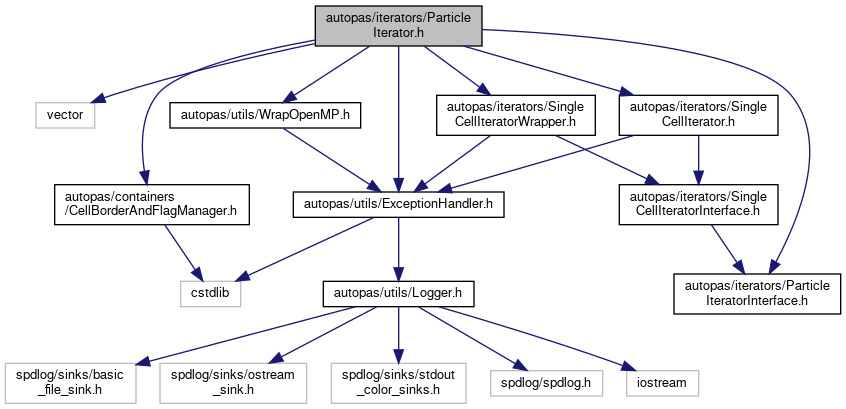 autopas/iterators/Particle
Iterator.h
vector
autopas/utils/WrapOpenMP.h
autopas/iterators/Single
CellIteratorWrapper.h
autopas/iterators/Single
CellIterator.h
autopas/containers
/CellBorderAndFlagManager.h
autopas/utils/ExceptionHandler.h
autopas/iterators/Single
CellIteratorInterface.h
cstdlib
autopas/utils/Logger.h
autopas/iterators/Particle
IteratorInterface.h
spdlog/sinks/basic
_file_sink.h
spdlog/sinks/ostream
_sink.h
spdlog/sinks/stdout
_color_sinks.h
spdlog/spdlog.h
iostream